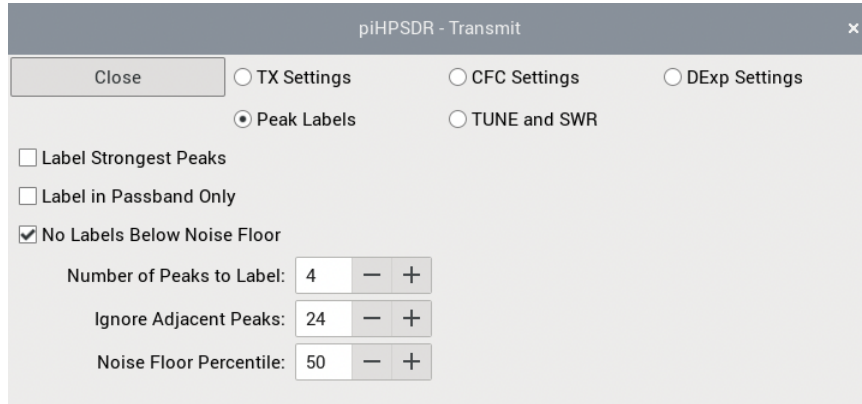 piHPSDR - Transmit ×
Close TX Settings CFC Settings DExp Settings
Peak Labels TUNE and SWR
Label Strongest Peaks
Label in Passband Only
No Labels Below Noise Floor
Number of Peaks to Label: 4 − +
Ignore Adjacent Peaks: 24 − +
Noise Floor Percentile: 50 − +